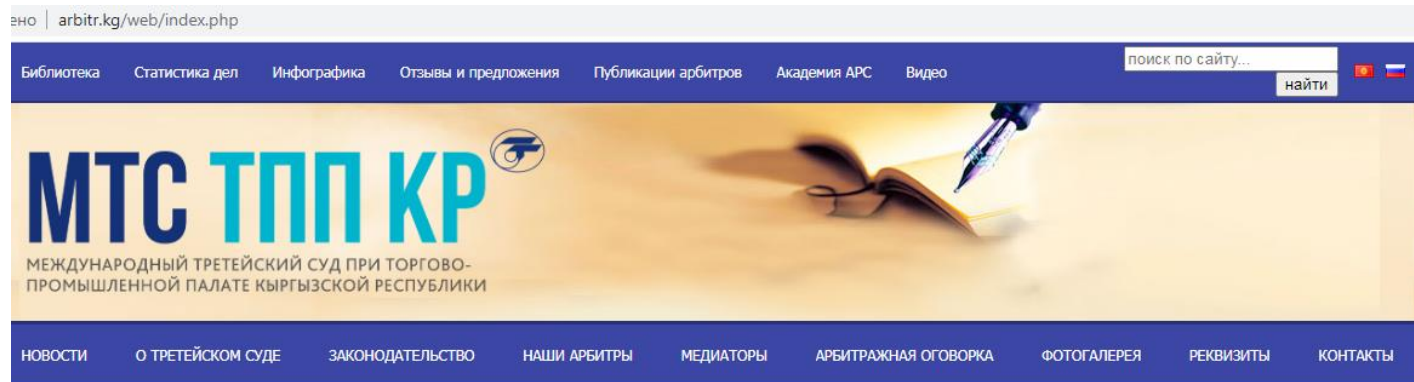 ено | arbitr.kg/web/index.php
Библиотека Статистика дел Инфографика Отзывы и предложения Публикации арбитров Академия АРС Видео поиск по сайту...
найти
МТС ТПП КР
МЕЖДУНАРОДНЫЙ ТРЕТЕЙСКИЙ СУД ПРИ ТОРГОВО-
ПРОМЫШЛЕННОЙ ПАЛАТЕ КЫРГЫЗСКОЙ РЕСПУБЛИКИ
НОВОСТИ О ТРЕТЕЙСКОМ СУДЕ ЗАКОНОДАТЕЛЬСТВО НАШИ АРБИТРЫ МЕДИАТОРЫ АРБИТРАЖНАЯ ОГОВОРКА ФОТОГАЛЕРЕЯ РЕКВИЗИТЫ КОНТАКТЫ